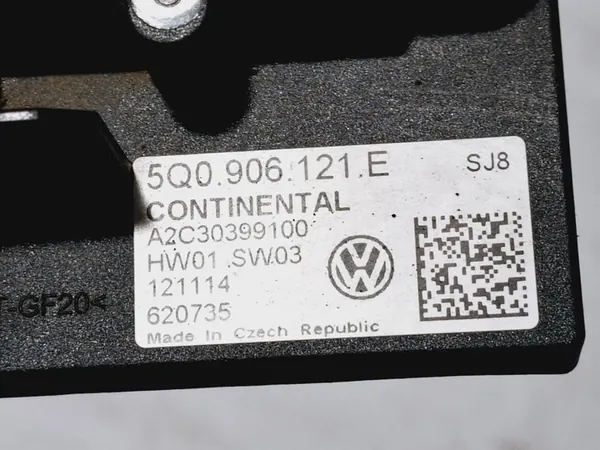 5Q0.906.121.E SJ8
CONTINENTAL
A2C30399100
HW01 SW03
121114
620735
Made in Czech Republic
T-GF20<